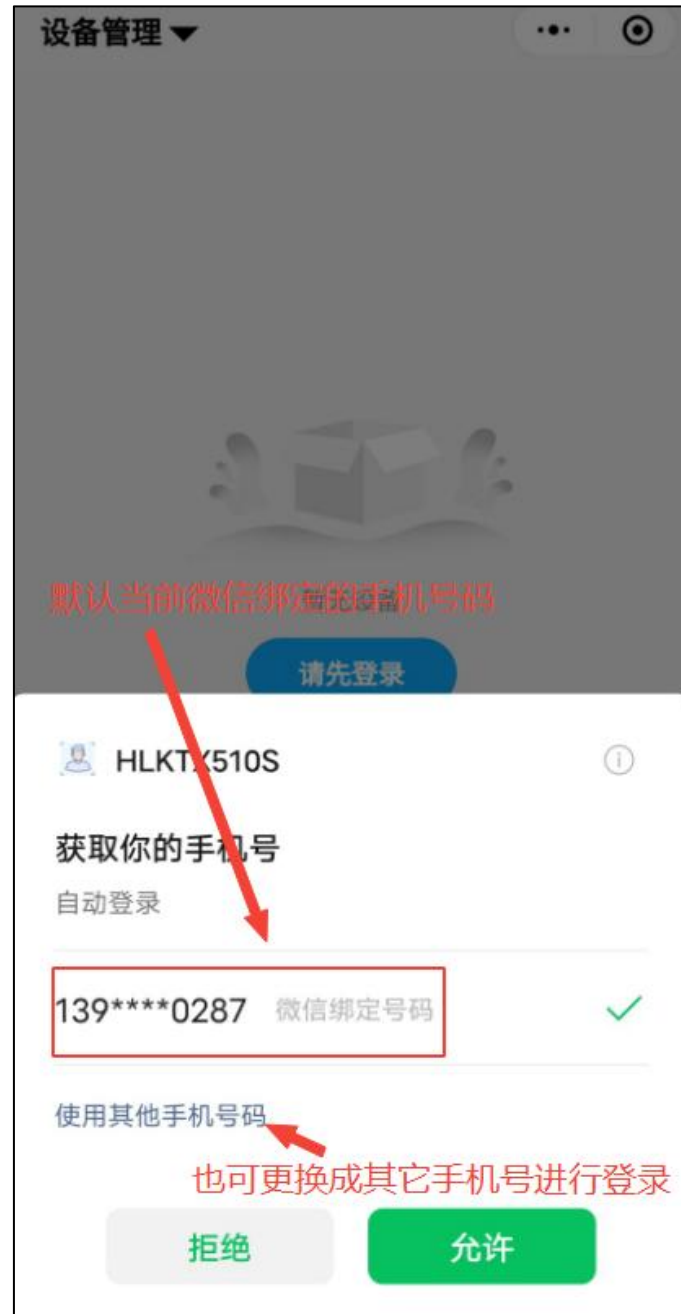 设备管理
默认当前微信绑定的手机号码
请先登录
HLKTX510S
获取你的手机号
自动登录
139****0287 微信绑定号码
使用其他手机号码
也可更换成其它手机号进行登录
拒绝
允许